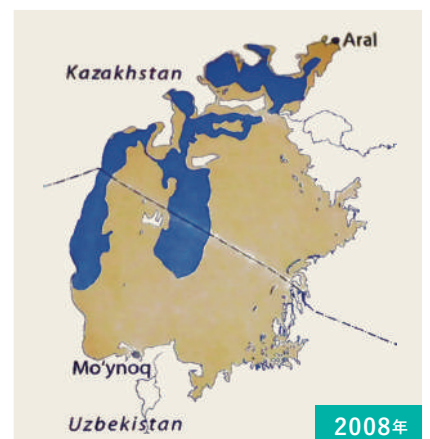 Aral
Kazakhstan
Mo'ynoq
Uzbekistan
2008年